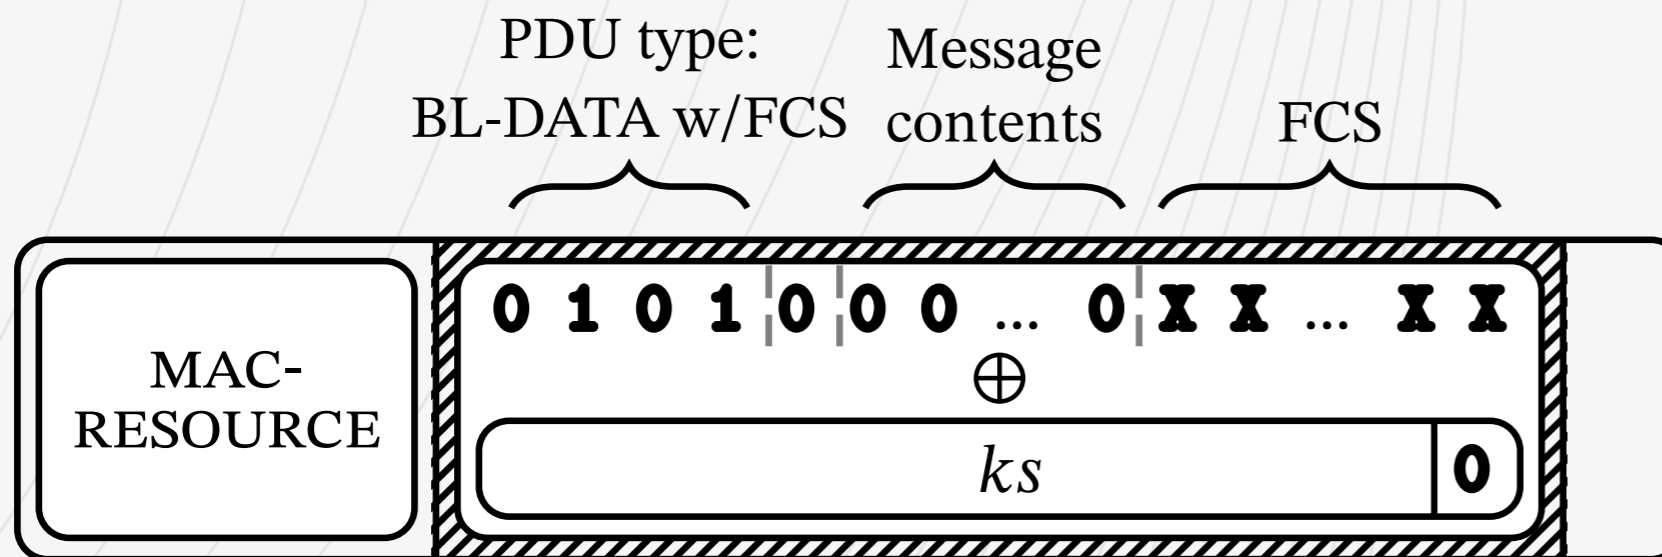 PDU type:
BL-DATA w/FCS
Message
contents
FCS
MAC-
RESOURCE
0 1 0 1 0 0 0 ... 0 X X ... X X
⊕
ks 0